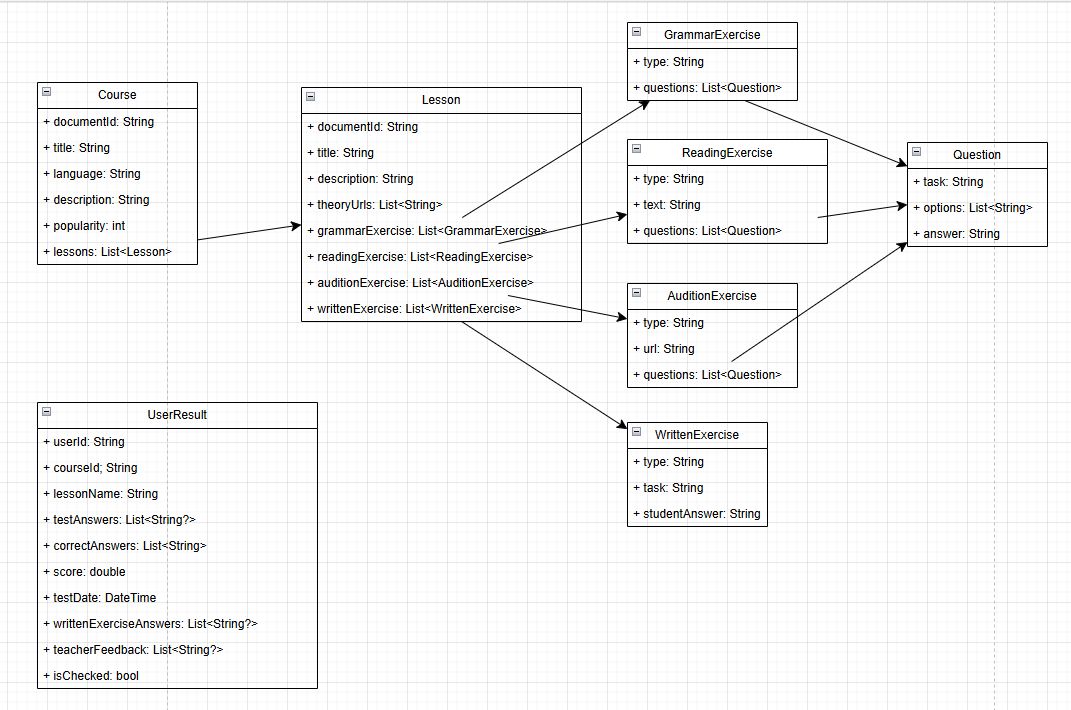 Course
+ documentId: String
+ title: String
+ language: String
+ description: String
+ popularity: int
+ lessons: List<Lesson>
Lesson
+ documentId: String
+ title: String
+ description: String
+ theoryUrls: List<String>
+ grammarExercise: List<GrammarExercise>
+ readingExercise: List<ReadingExercise>
+ auditionExercise: List<AuditionExercise>
+ writtenExercise: List<WrittenExercise>
GrammarExercise
+ type: String
+ questions: List<Question>
ReadingExercise
+ type: String
+ text: String
+ questions: List<Question>
AuditionExercise
+ type: String
+ url: String
+ questions: List<Question>
WrittenExercise
+ type: String
+ task: String
+ studentAnswer: String
Question
+ task: String
+ options: List<String>
+ answer: String
UserResult
+ userId: String
+ courseId; String
+ lessonName: String
+ testAnswers: List<String?>
+ correctAnswers: List<String>
+ score: double
+ testDate: DateTime
+ writtenExerciseAnswers: List<String?>
+ teacherFeedback: List<String?>
+ isChecked: bool